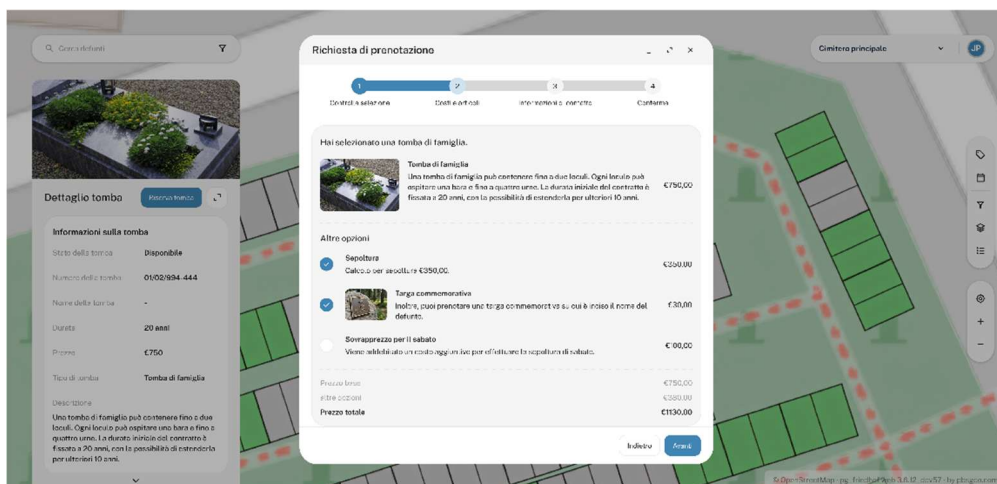 Cerca defunti
Cimitero principale
JP
Dettaglio tomba
Riserva tomba
Informazioni sulla tomba
Stato della tomba
Disponibile
Numero della tomba
01/02/994-444
Nome della tomba
-
Durata
20 anni
Prezzo
€750
Tipo di tomba
Tomba di famiglia
Descrizione
Una tomba di famiglia può contenere fino a due
loculi. Ogni loculo può ospitare una bara e fino a
quattro urne. La durata iniziale del contratto è
fissata a 20 anni, con la possibilità di estenderla
per ulteriori 10 anni.
Richiesta di prenotazione
1
2
3
4
Controlla selezione
Costi e articoli
Informazioni di contatto
Conferma
Hai selezionato una tomba di famiglia.
Tomba di famiglia
Una tomba di famiglia può contenere fino a due loculi. Ogni loculo può
ospitare una bara e fino a quattro urne. La durata iniziale del contratto è
fissata a 20 anni, con la possibilità di estenderla per ulteriori 10 anni.
€750,00
Altre opzioni
Sepoltura
Calcolo per sepolture €350,00.
€350,00
Targa commemorativa
Inoltre, puoi prenotare una targa commemorativa su cui è inciso il nome del
defunto.
€30,00
Sovrapprezzo per il sabato
Viene addebitato un costo aggiuntivo per effettuare la sepoltura di sabato.
€100,00
Prezzo base
€750,00
Altre opzioni
€380,00
Prezzo totale
€1130,00
Indietro
Avanti
© OpenStreetMap